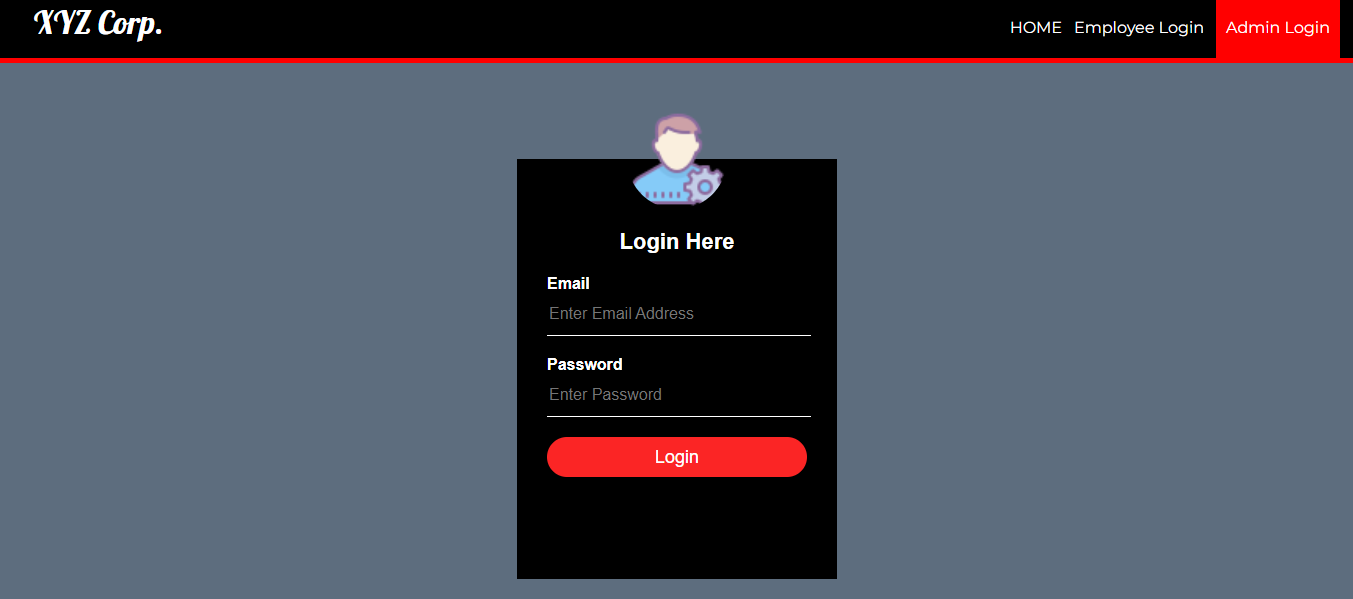 XYZ Corp.
HOME Employee Login Admin Login
Login Here
Email
Enter Email Address
Password
Enter Password
Login